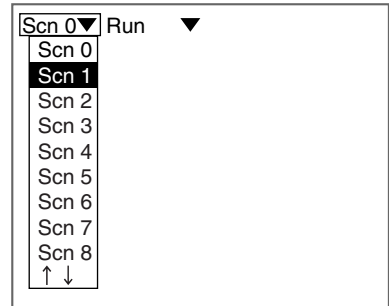 Scn 0▼ Run ▼
Scn 0
Scn 1
Scn 2
Scn 3
Scn 4
Scn 5
Scn 6
Scn 7
Scn 8
↑ ↓